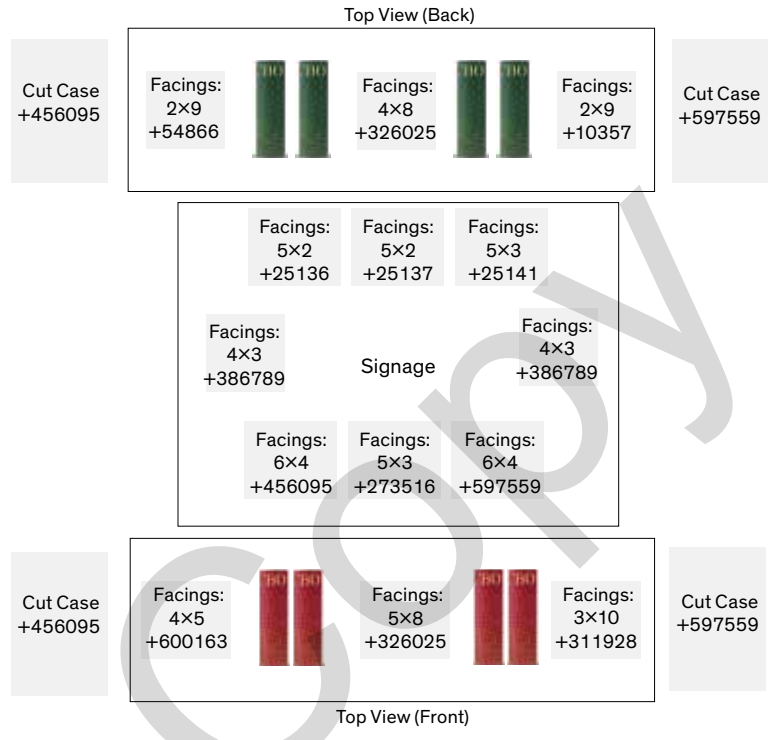 Top View (Back)
Cut Case
+456095
Facings:
2×9
+54866
Facings:
4×8
+326025
Facings:
2×9
+10357
Cut Case
+597559
Facings:
5×2
+25136
Facings:
5×2
+25137
Facings:
5×3
+25141
Facings:
4×3
+386789
Signage
Facings:
4×3
+386789
Facings:
6×4
+456095
Facings:
5×3
+273516
Facings:
6×4
+597559
Cut Case
+456095
Facings:
4×5
+600163
Facings:
5×8
+326025
Facings:
3×10
+311928
Cut Case
+597559
Top View (Front)
Copy